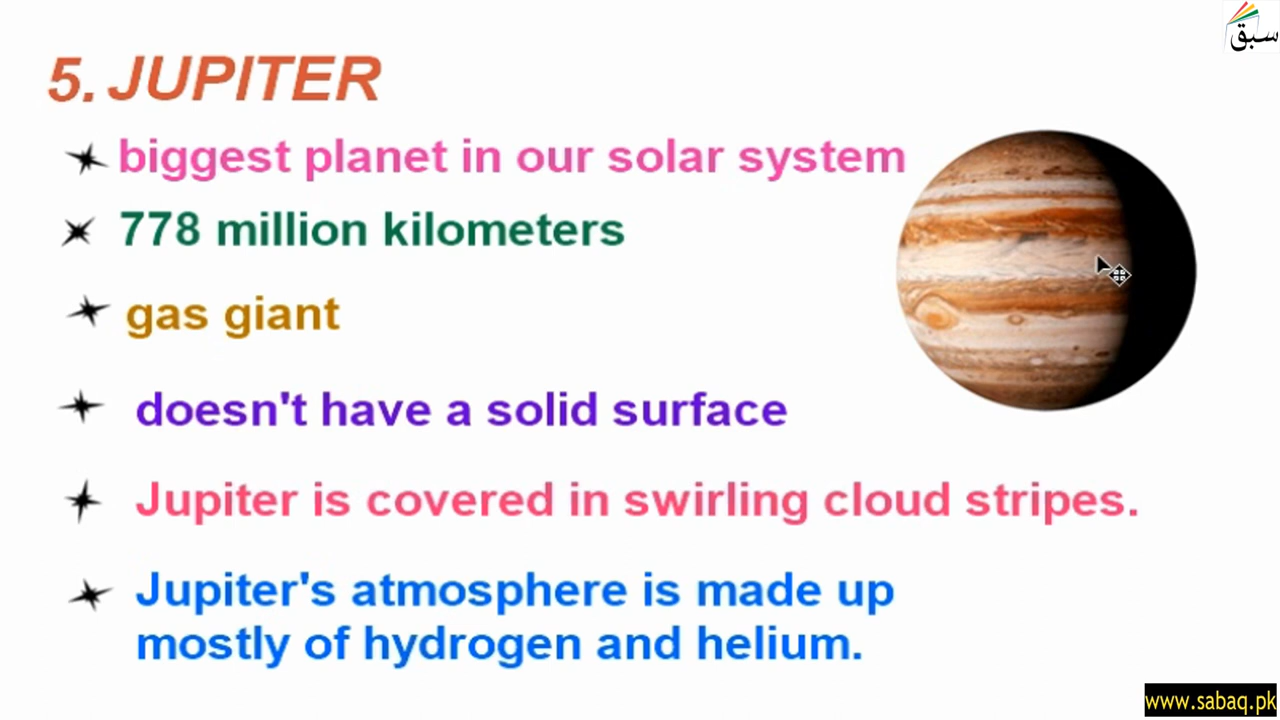 سبق
5. JUPITER
biggest planet in our solar system
778 million kilometers
gas giant
doesn't have a solid surface
Jupiter is covered in swirling cloud stripes.
Jupiter's atmosphere is made up
mostly of hydrogen and helium.
www.sabaq.pk